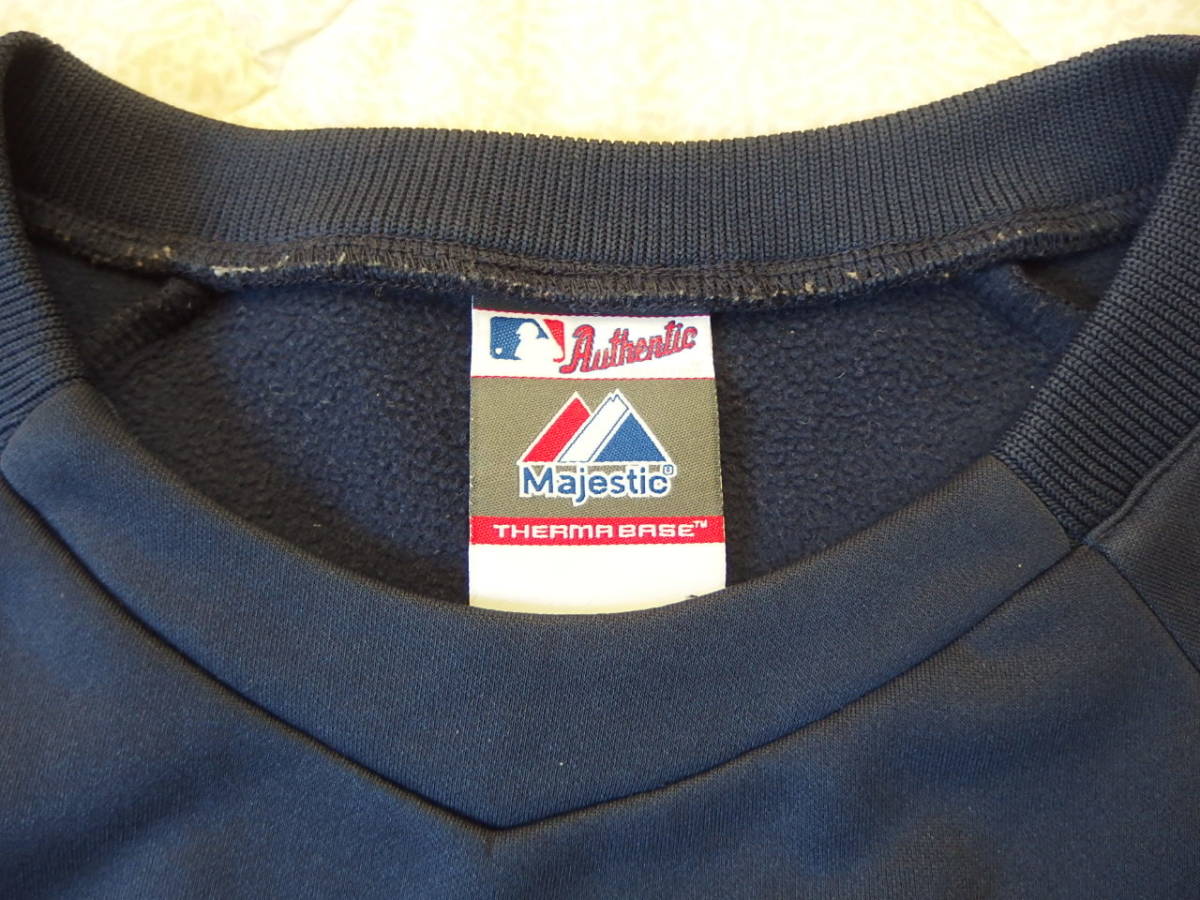 Authentic
Majestic®
THERMA BASE™